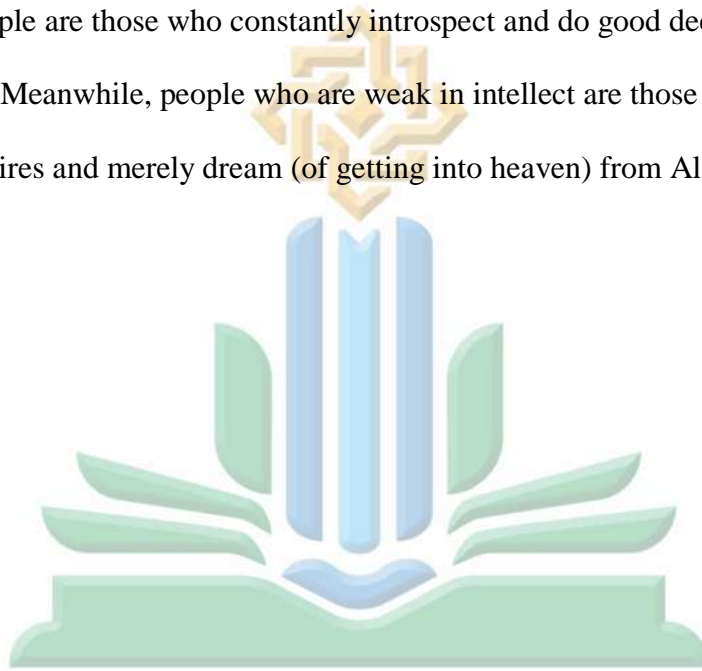 ple are those who constantly introspect and do good dee
Meanwhile, people who are weak in intellect are those
ires and merely dream (of getting into heaven) from Al